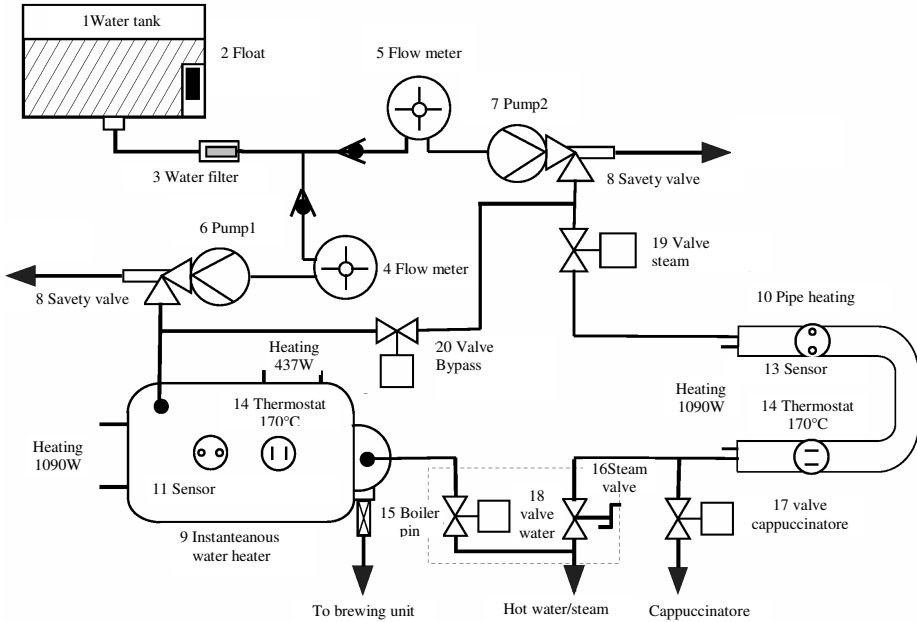 1Water tank
2 Float
5 Flow meter
7 Pump2
3 Water filter
8 Savety valve
6 Pump1
4 Flow meter
19 Valve
steam
8 Savety valve
10 Pipe heating
20 Valve
Bypass
Heating
437W
13 Sensor
Heating
1090W
14 Thermostat
170°C
14 Thermostat
170°C
Heating
1090W
11 Sensor
16Steam
valve
18
valve
water
15 Boiler
pin
17 valve
cappuccinatore
9 Instanteanous
water heater
To brewing unit
Hot water/steam
Cappuccinatore